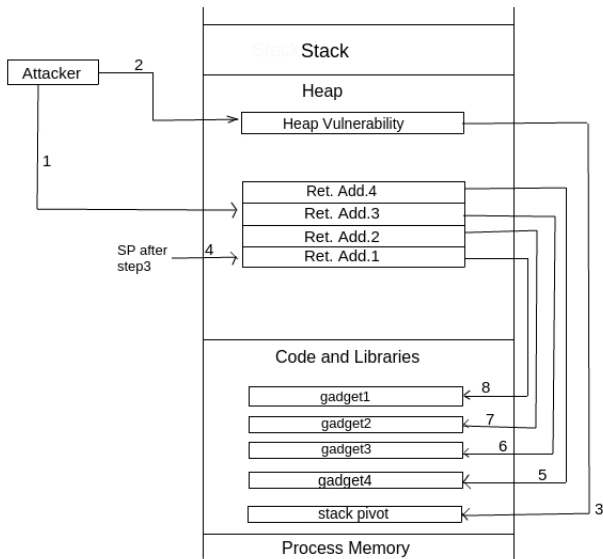 Stack
Attacker
2
Heap
Heap Vulnerability
1
Ret. Add.4
Ret. Add.3
Ret. Add.2
SP after
step3
4
Ret. Add.1
Code and Libraries
gadget1
8
gadget2
7
gadget3
6
gadget4
5
stack pivot
3
Process Memory